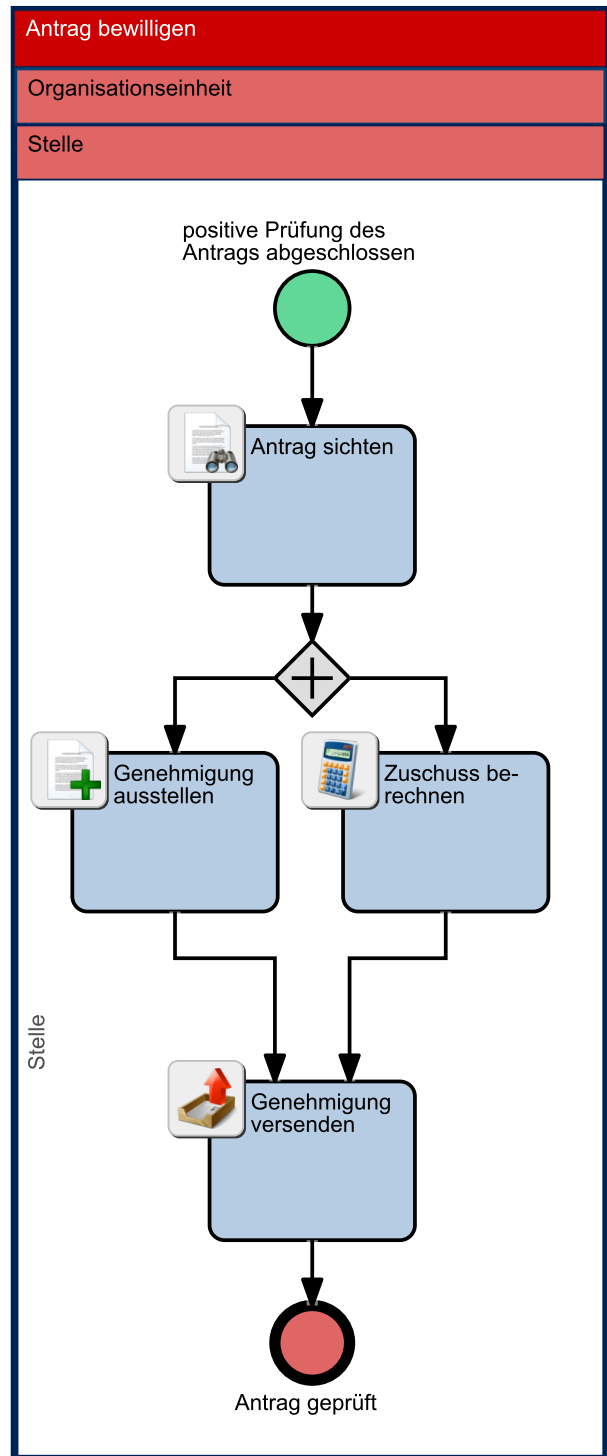 Antrag bewilligen
Organisationseinheit
Stelle
positive Prüfung des
Antrags abgeschlossen
Antrag sichten
Genehmigung
ausstellen
Zuschuss be-
rechnen
Stelle
Genehmigung
versenden
Antrag geprüft